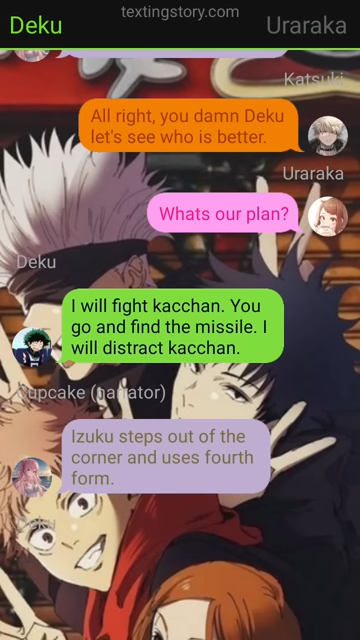 textingstory.com
Deku
Uraraka
Katsuki
All right, you damn Deku
let's see who is better.
Uraraka
Whats our plan?
Deku
I will fight kacchan. You
go and find the missile. I
will distract kacchan.
Cupcake (narrator)
Izuku steps out of the
corner and uses fourth
form.